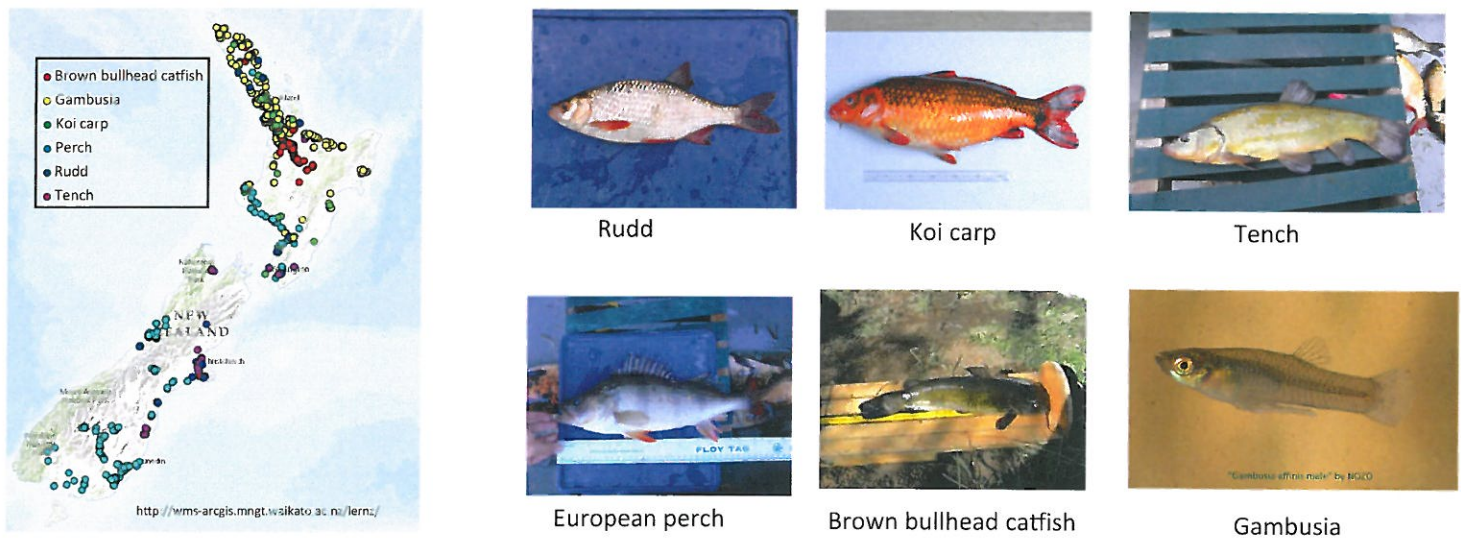 Brown bullhead catfish
Gambusia
Koi carp
Perch
Rudd
Tench
NEW
ZEALAND
http://wms-arcgis.mngt.waikato.ac.nz/lernz/
Rudd
Koi carp
Tench
FLOY TAG
"Gambusia affinis male" by NOZO
European perch
Brown bullhead catfish
Gambusia